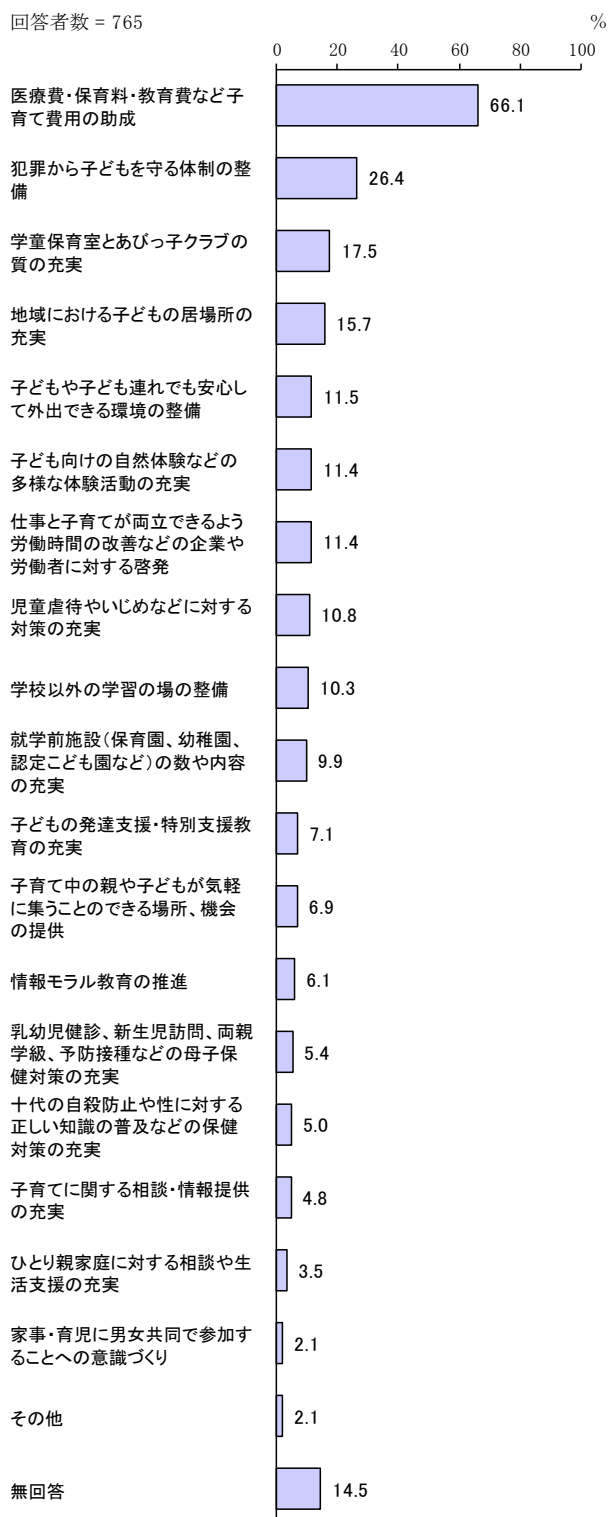 回答者数 = 765
%
0 20 40 60 80 100
医療費・保育料・教育費など子
育て費用の助成
66.1
犯罪から子どもを守る体制の整
備
26.4
学童保育室とあびっ子クラブの
質の充実
17.5
地域における子どもの居場所の
充実
15.7
子どもや子ども連れでも安心し
て外出できる環境の整備
11.5
子ども向けの自然体験などの
多様な体験活動の充実
11.4
仕事と子育てが両立できるよう
労働時間の改善などの企業や
労働者に対する啓発
11.4
児童虐待やいじめなどに対する
対策の充実
10.8
学校以外の学習の場の整備
10.3
就学前施設(保育園、幼稚園、
認定こども園など)の数や内容
の充実
9.9
子どもの発達支援・特別支援教
育の充実
7.1
子育て中の親や子どもが気軽
に集うことのできる場所、機会
の提供
6.9
情報モラル教育の推進
6.1
乳幼児健診、新生児訪問、両親
学級、予防接種などの母子保
健対策の充実
5.4
十代の自殺防止や性に対する
正しい知識の普及などの保健
対策の充実
5.0
子育てに関する相談・情報提供
の充実
4.8
ひとり親家庭に対する相談や生
活支援の充実
3.5
家事・育児に男女共同で参加す
ることへの意識づくり
2.1
その他
2.1
無回答
14.5